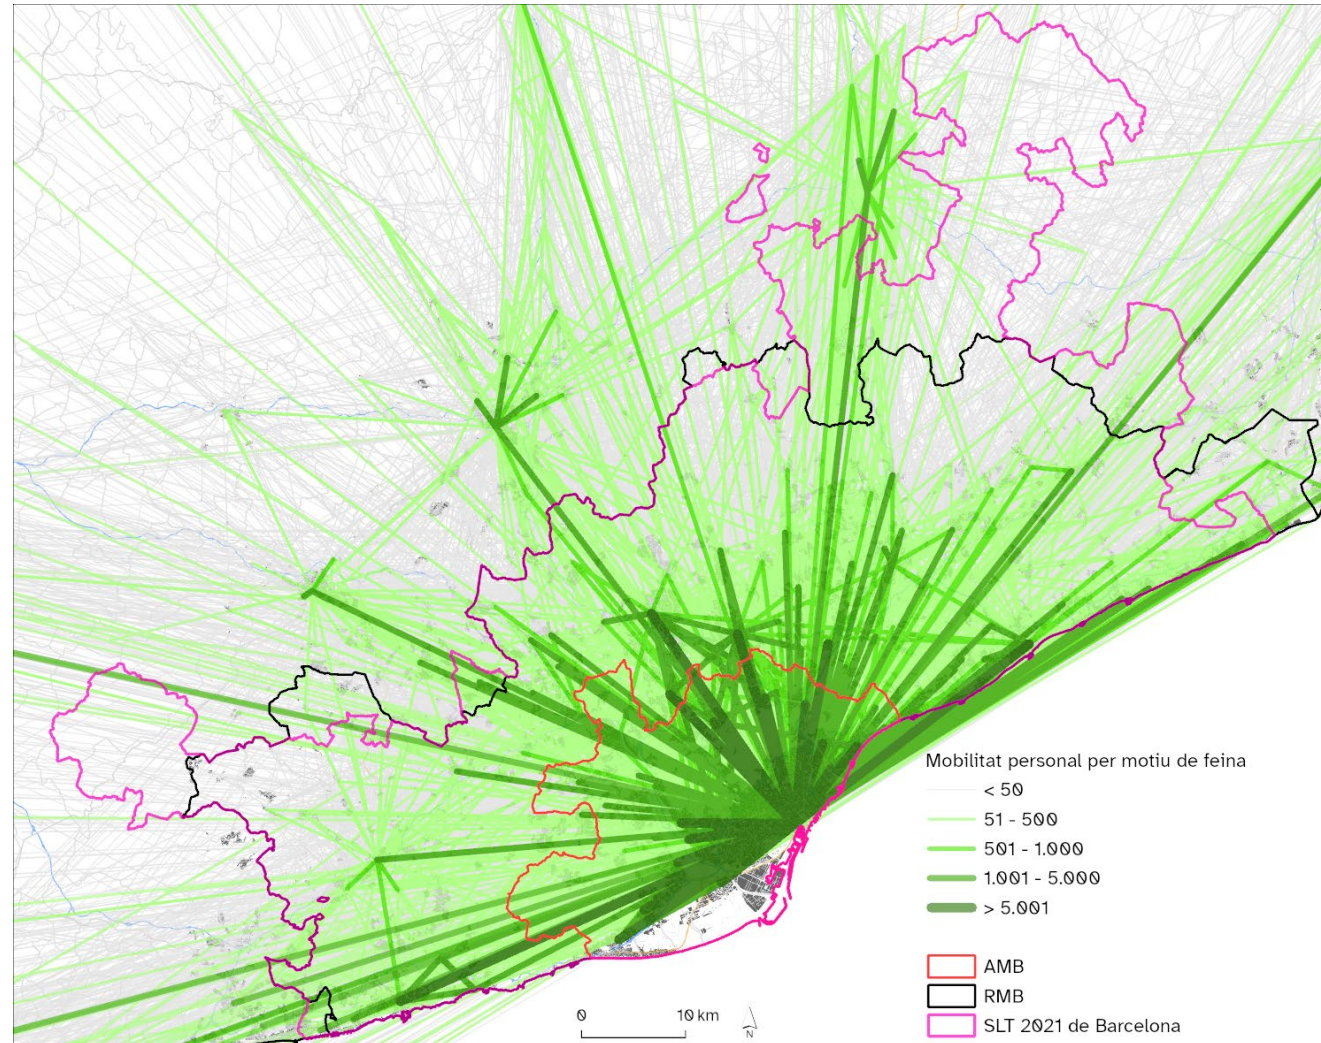 Mobilitat personal per motiu de feina
< 50
51 - 500
501 - 1.000
1.001 - 5.000
> 5.001
AMB
RMB
SLT 2021 de Barcelona
0 10 km
N